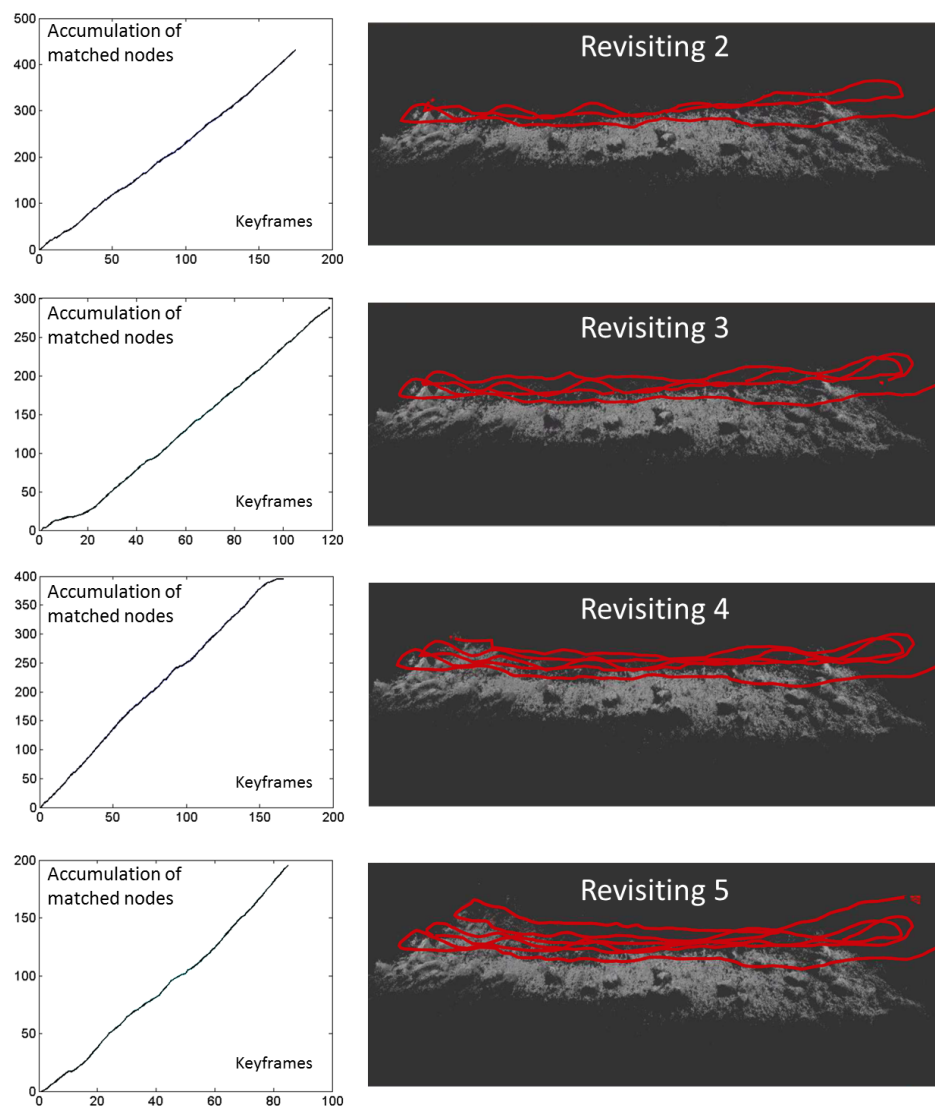 500
Accumulation of
matched nodes
400
300
200
100
0
Keyframes
0 50 100 150 200
Revisiting 2
300
Accumulation of
matched nodes
250
200
150
100
50
0
Keyframes
0 20 40 60 80 100 120
Revisiting 3
400
Accumulation of
matched nodes
350
300
250
200
150
100
50
0
Keyframes
0 50 100 150 200
Revisiting 4
200
Accumulation of
matched nodes
150
100
50
0
Keyframes
0 20 40 60 80 100
Revisiting 5